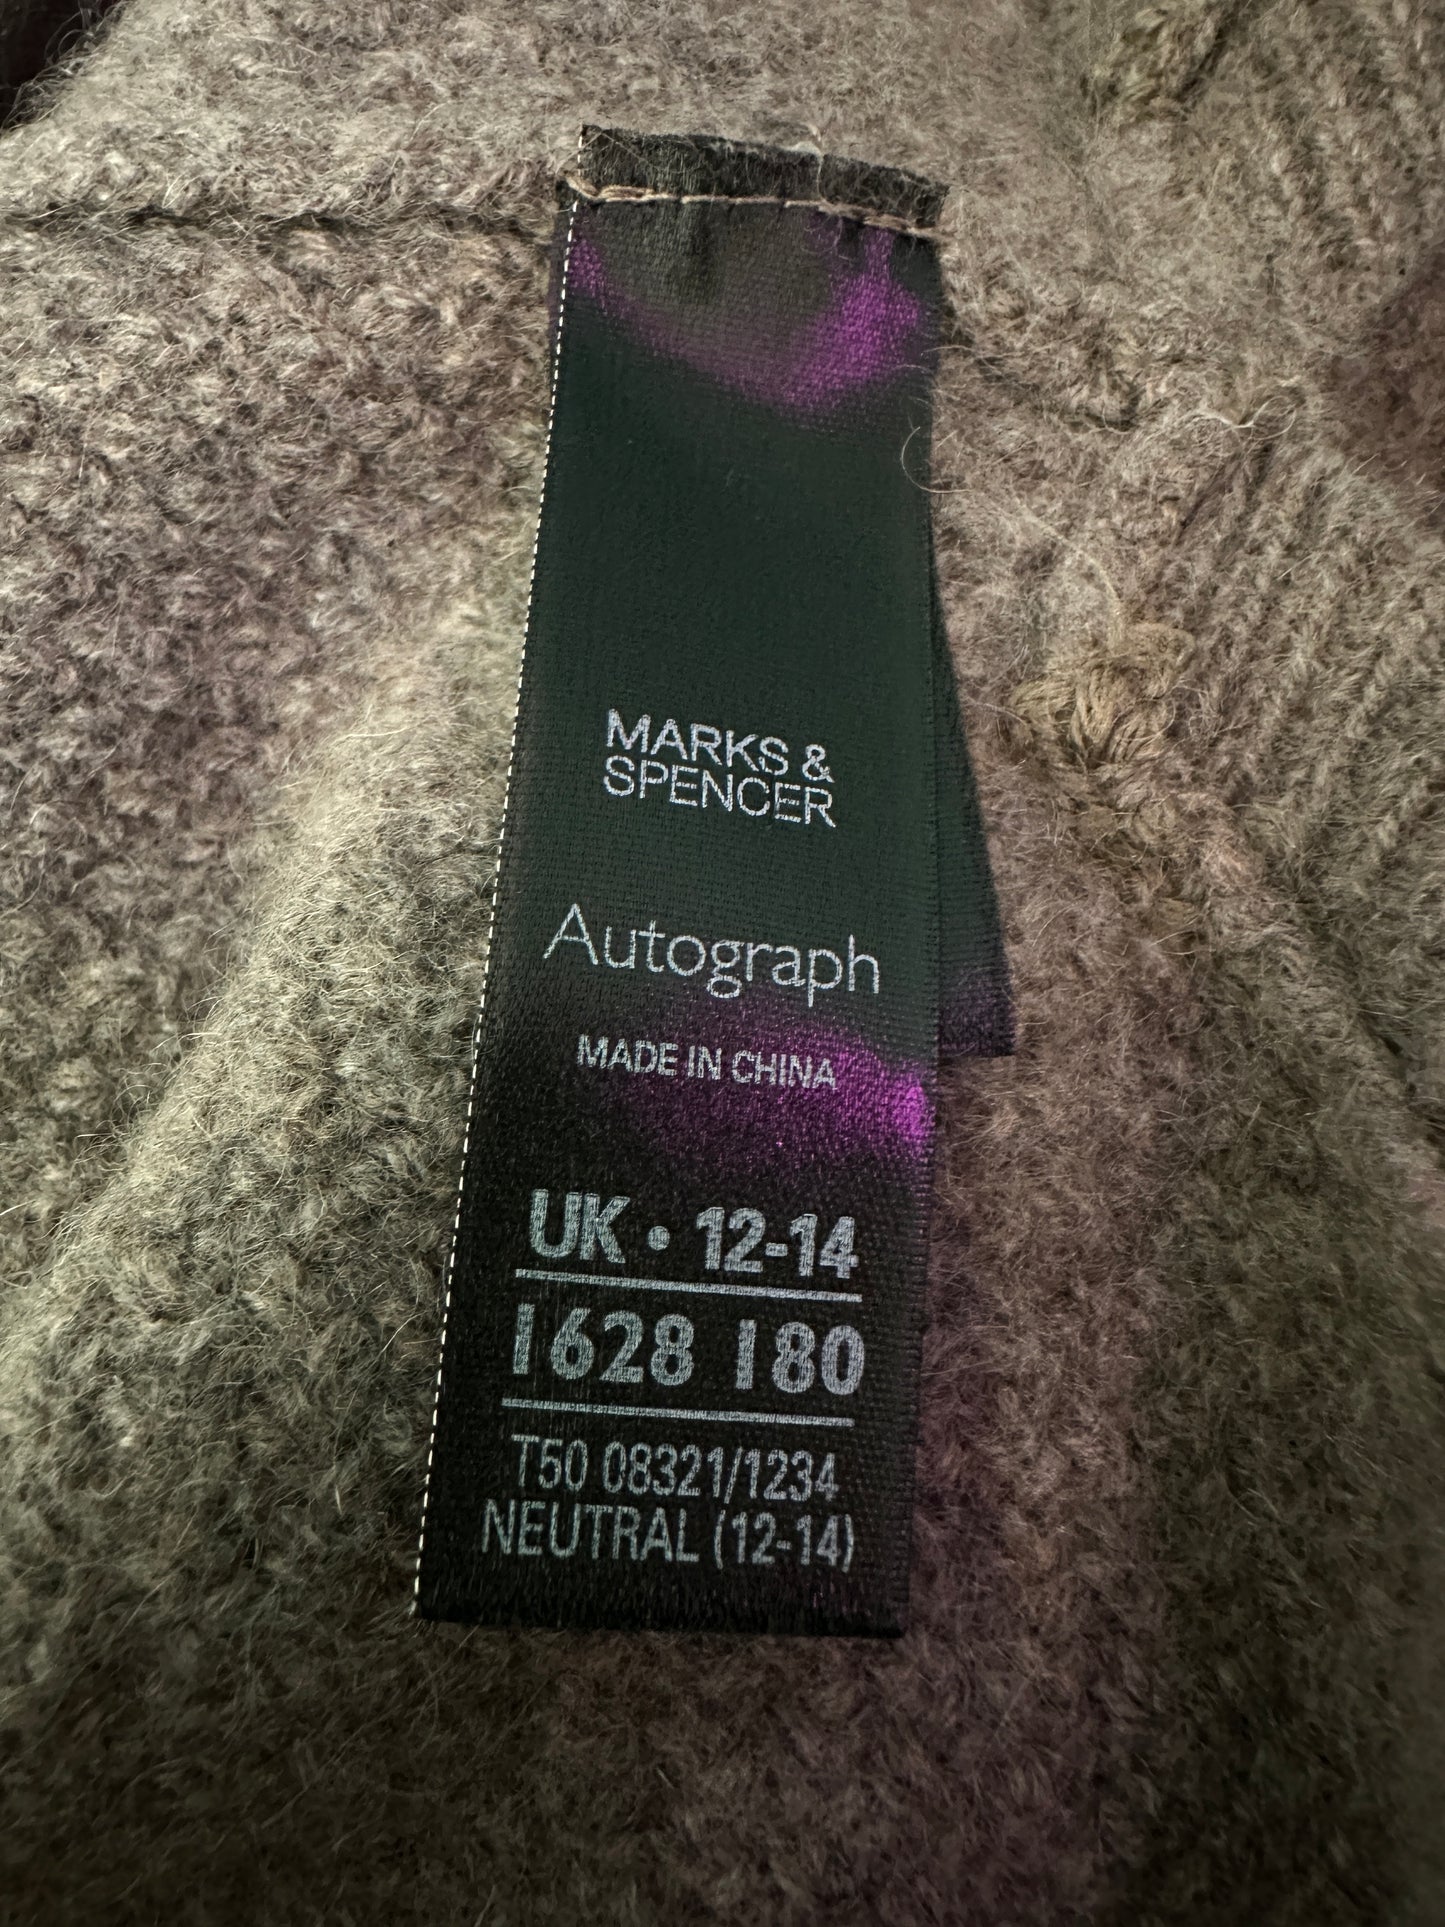 MARKS &
SPENCER
Autograph
MADE IN CHINA
UK • 12-14
1628 180
T50 08321/1234
NEUTRAL (12-14)